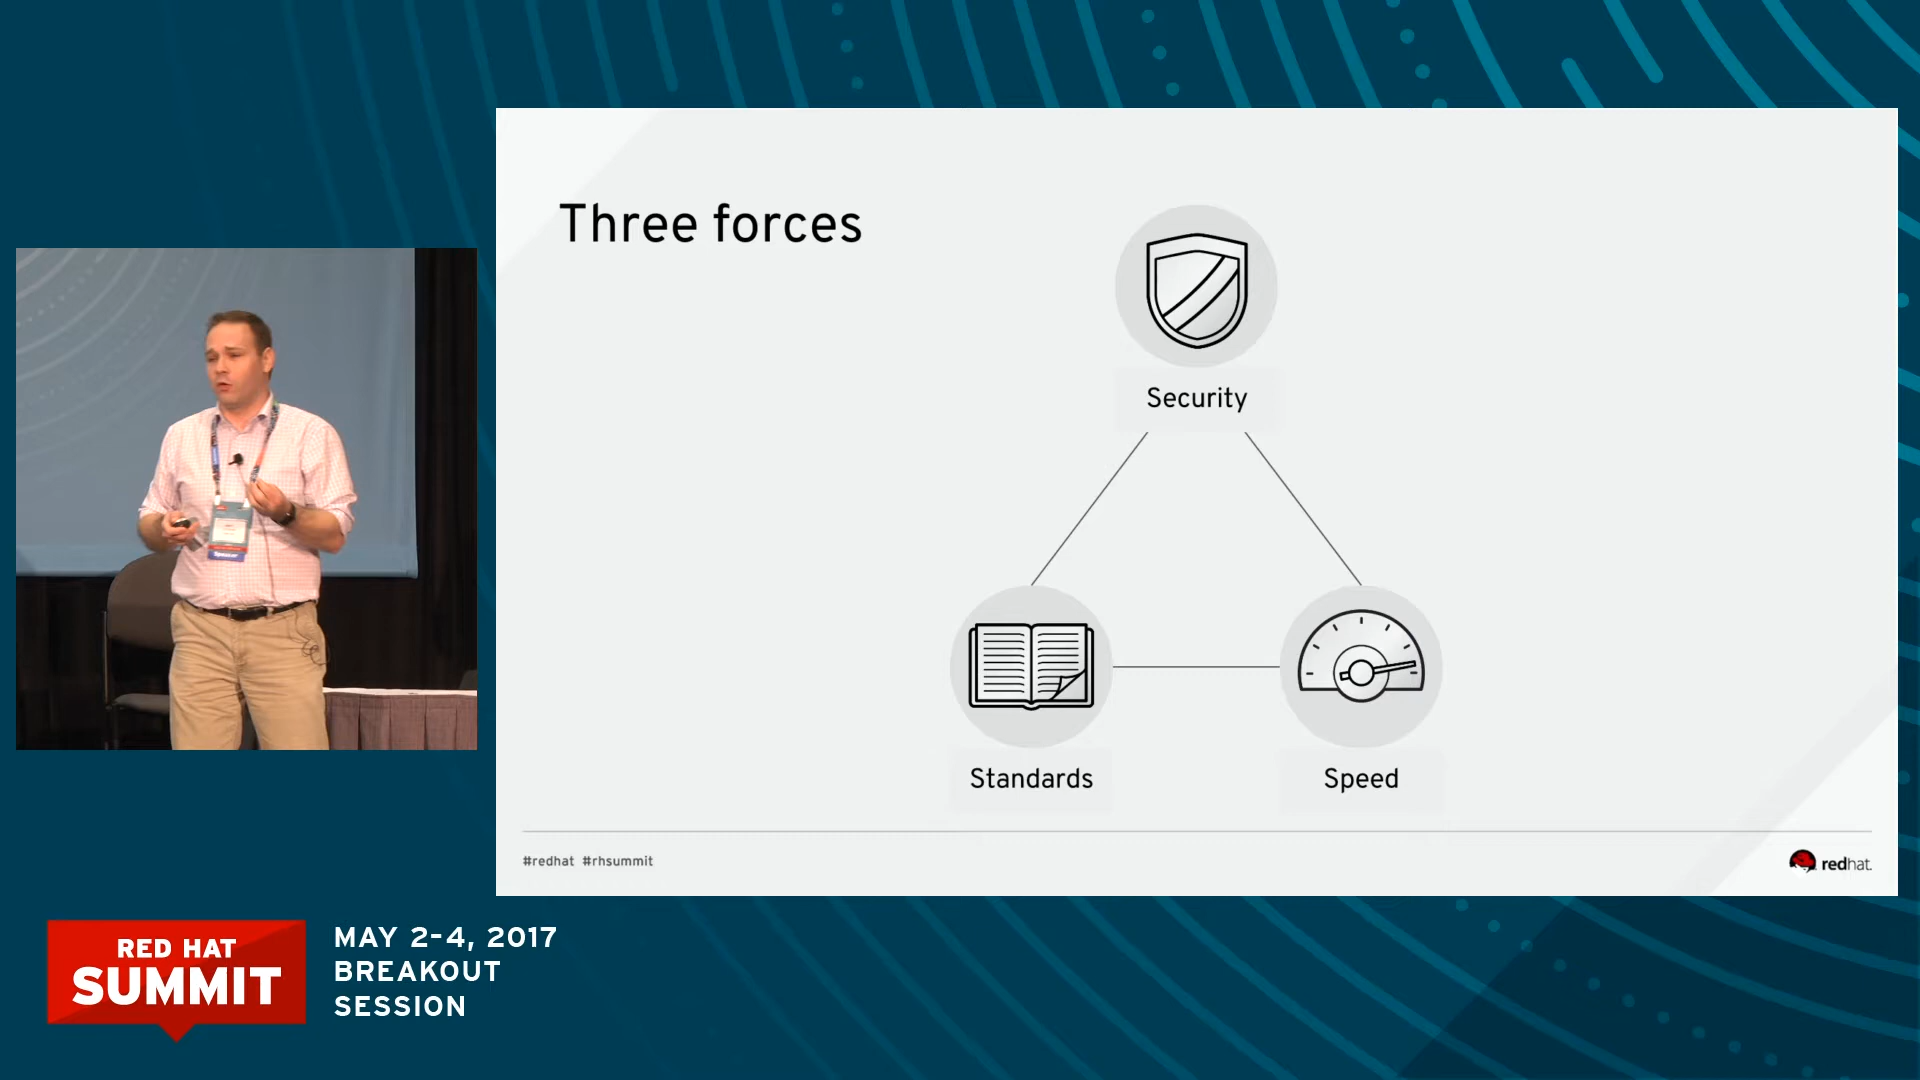 Three forces
Security
Standards
Speed
#redhat #rhsummit
redhat.
RED HAT
SUMMIT
MAY 2-4, 2017
BREAKOUT
SESSION